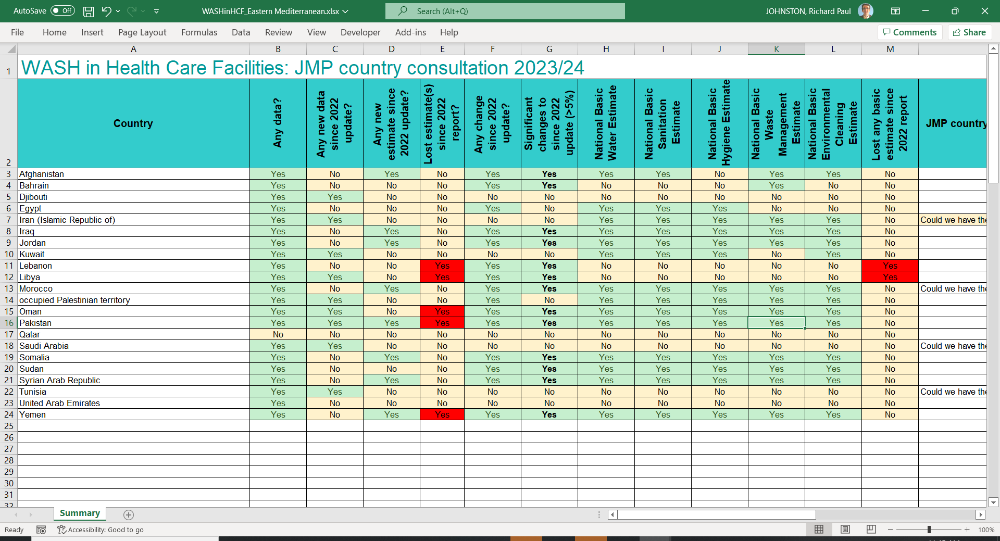 AutoSave Off WASHinHCF_Eastern Mediterranean.xlsx Search (Alt+Q) JOHNSTON, Richard Paul
File Home Insert Page Layout Formulas Data Review View Developer Add-ins Help Comments Share
A B C D E F G H I J K L M
1 WASH in Health Care Facilities: JMP country consultation 2023/24
2 Country
Any data?
Any new data
since 2022
update?
Any new
estimate since
2022 update?
Lost estimate(s)
since 2022
report?
Any change
since 2022
update?
Significant
changes to
since 2022
update (>5%)
National Basic
Water Estimate
National Basic
Sanitation
Estimate
National Basic
Hygiene Estimate
National Basic
Waste
Management
Estimate
National Basic
Environmental
Cleaning
Estimate
Lost any basic
estimate since
2022 report
JMP country
3 Afghanistan Yes No Yes No Yes Yes Yes Yes No Yes Yes No
4 Bahrain Yes No No No Yes Yes No No No Yes No No
5 Djibouti Yes Yes No No No No No No No No No No
6 Egypt Yes No No No Yes No Yes Yes Yes No No No
7 Iran (Islamic Republic of) Yes Yes No No No No Yes Yes Yes Yes Yes No Could we have the
8 Iraq Yes No Yes No Yes Yes Yes Yes Yes Yes Yes No
9 Jordan Yes No Yes No Yes Yes Yes Yes Yes Yes Yes No
10 Kuwait Yes Yes No No No No Yes Yes Yes No Yes No
11 Lebanon Yes No No Yes Yes Yes No No No No No Yes
12 Libya Yes Yes No Yes Yes Yes No No No No No Yes
13 Morocco Yes No Yes No Yes Yes Yes Yes Yes Yes Yes No Could we have the
14 occupied Palestinian territory Yes Yes No No Yes No Yes Yes Yes Yes Yes No
15 Oman Yes Yes No Yes Yes Yes Yes Yes Yes Yes Yes No
16 Pakistan Yes Yes Yes Yes Yes Yes Yes Yes Yes Yes Yes No
17 Qatar No No No No No No No No No No No No
18 Saudi Arabia Yes Yes No No No No No No No No No No Could we have the
19 Somalia Yes No Yes No Yes Yes Yes Yes Yes Yes Yes No
20 Sudan Yes No No No Yes Yes Yes Yes Yes Yes Yes No
21 Syrian Arab Republic Yes No Yes No Yes Yes Yes Yes Yes Yes Yes No
22 Tunisia Yes Yes No No No No No No No No No No Could we have the
23 United Arab Emirates Yes No No No No No No No No No No No
24 Yemen Yes No Yes Yes Yes Yes Yes Yes Yes Yes Yes No
25
26
27
28
29
30
31
32
Summary
Ready Accessibility: Good to go 100%